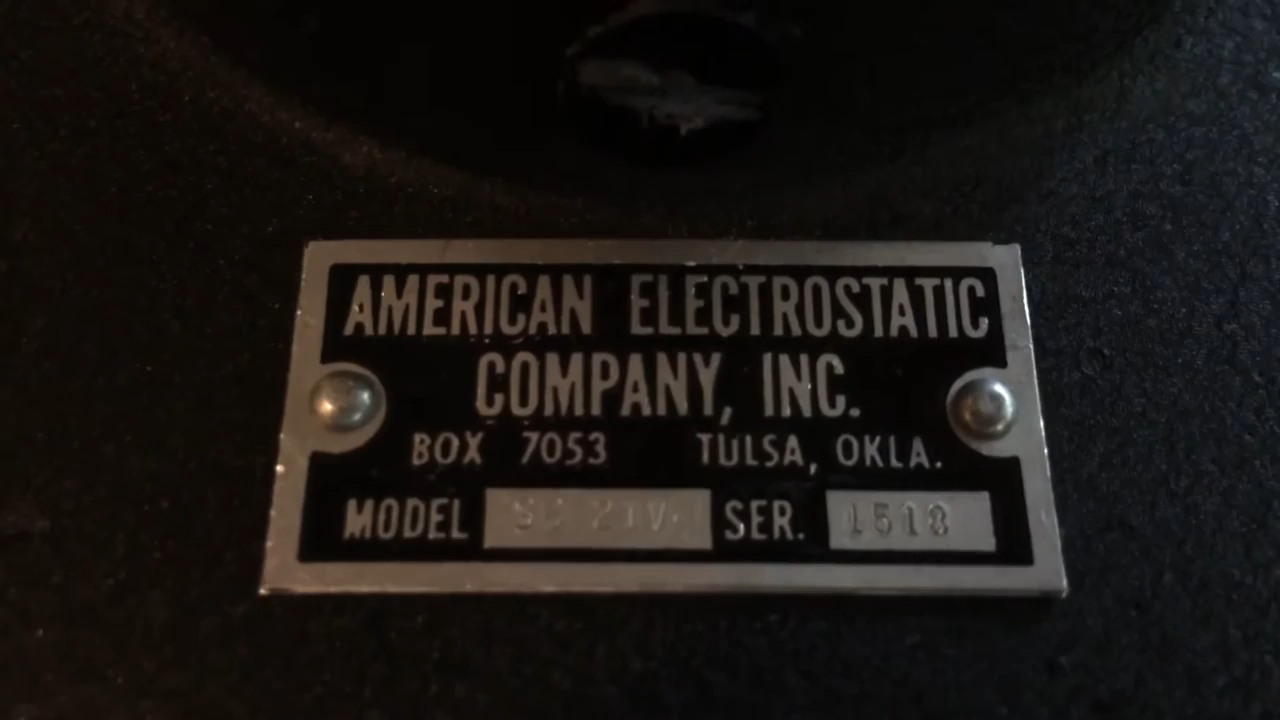 AMERICAN ELECTROSTATIC
COMPANY, INC.
BOX 7053 TULSA, OKLA.
MODEL SER.